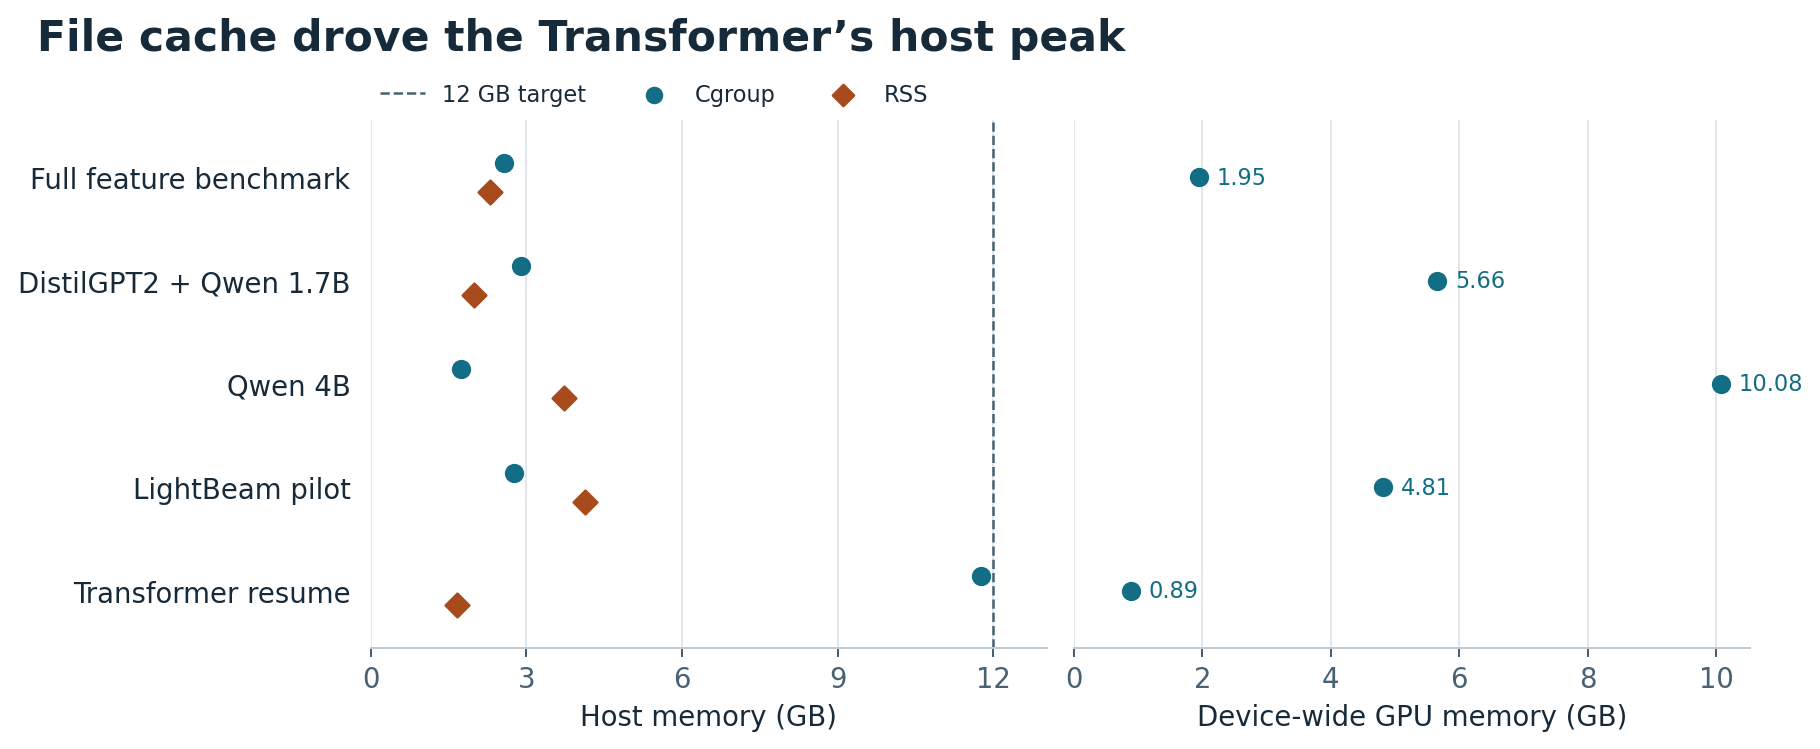 File cache drove the Transformer’s host peak
12 GB target Cgroup RSS
Full feature benchmark
DistilGPT2 + Qwen 1.7B
Qwen 4B
LightBeam pilot
Transformer resume
1.95
5.66
10.08
4.81
0.89
0 3 6 9 12
0 2 4 6 8 10
Host memory (GB)
Device-wide GPU memory (GB)